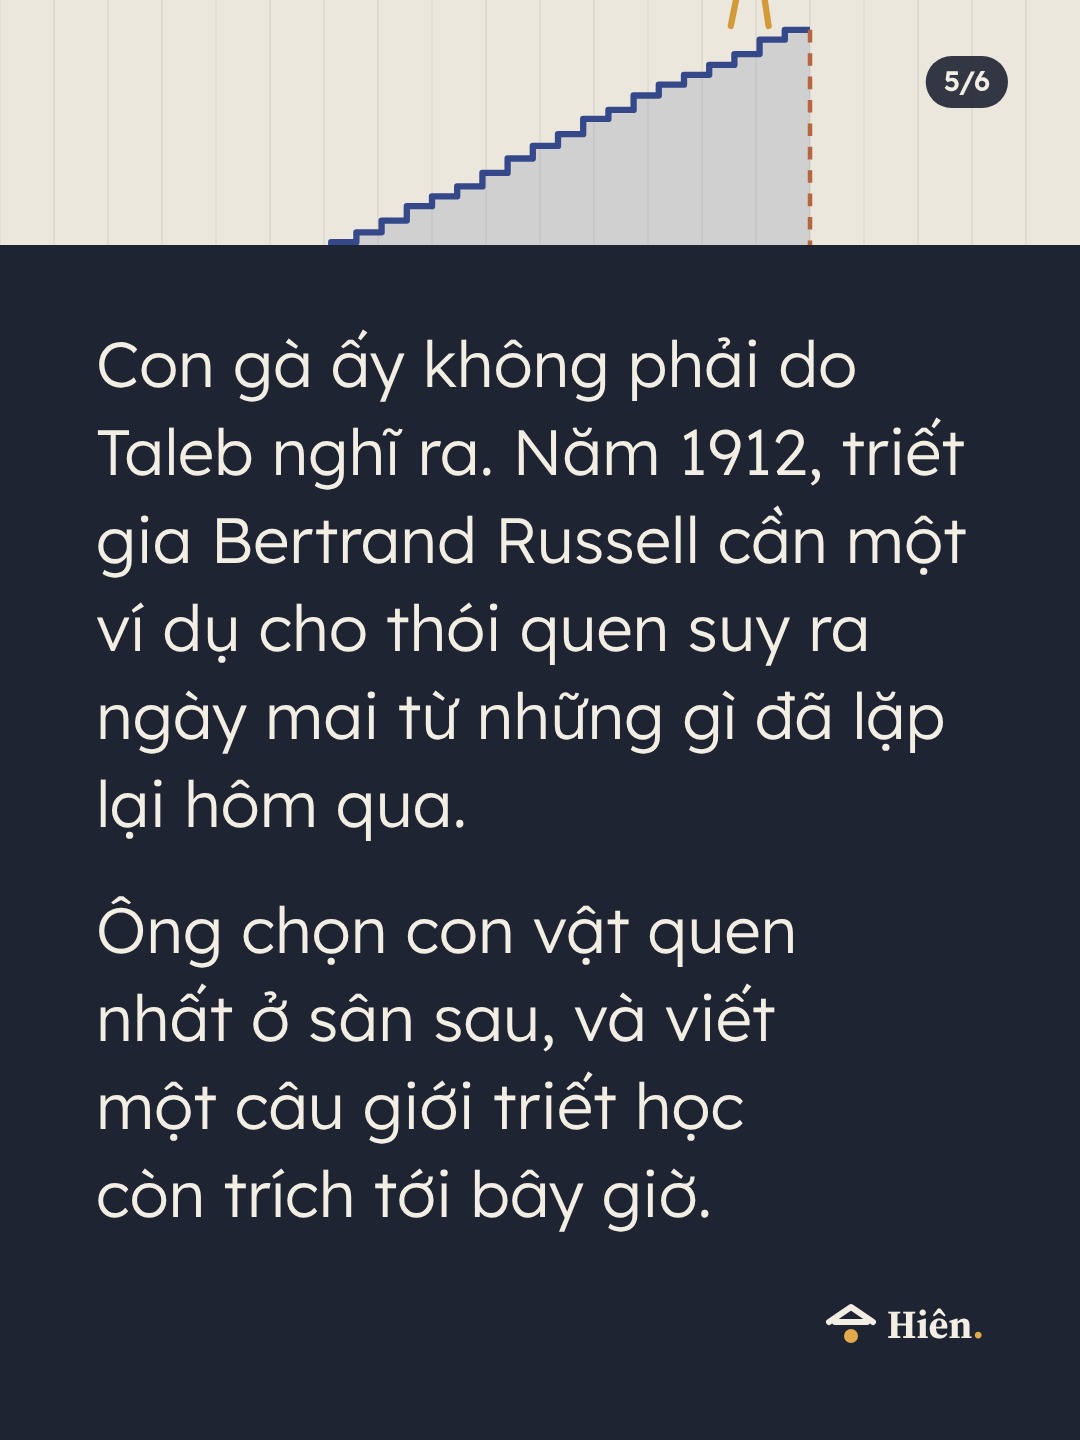 5/6
Con gà ấy không phải do
Taleb nghĩ ra. Năm 1912, triết
gia Bertrand Russell cần một
ví dụ cho thói quen suy ra
ngày mai từ những gì đã lặp
lại hôm qua.
Ông chọn con vật quen
nhất ở sân sau, và viết
một câu giới triết học
còn trích tới bây giờ.
Hiên.